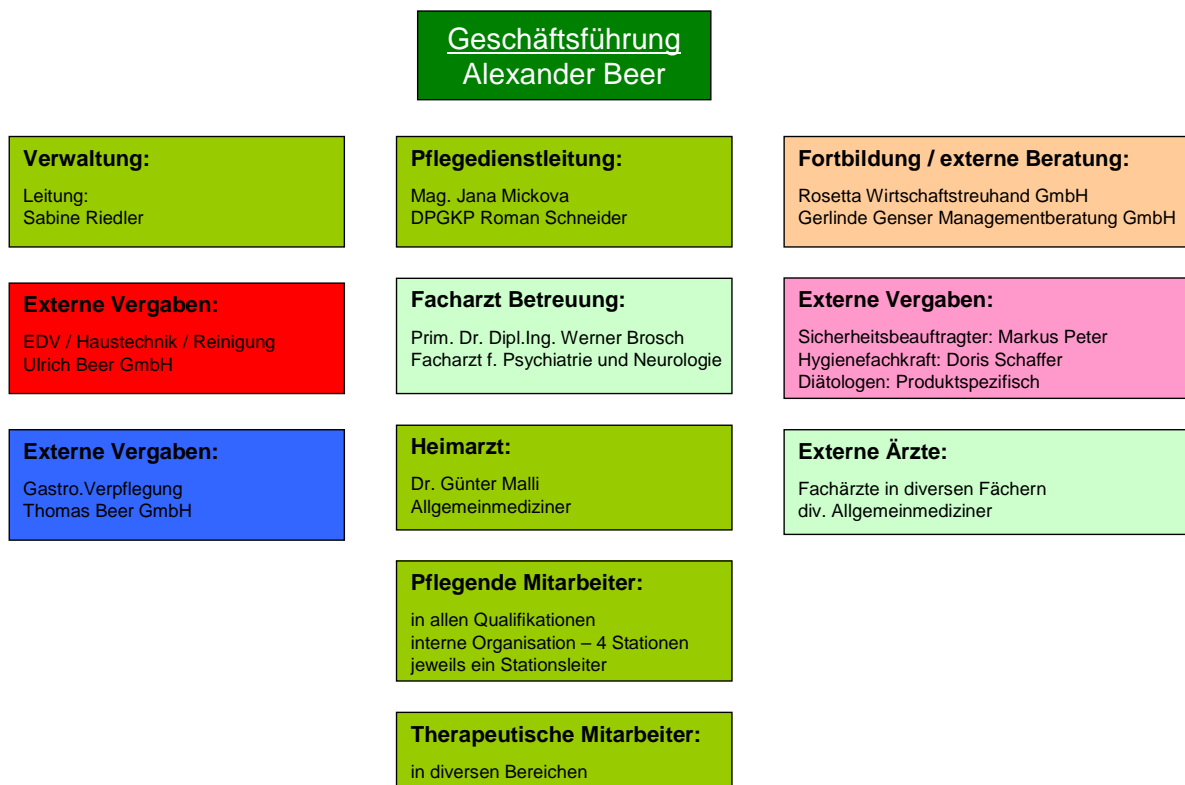 Geschäftsführung
Alexander Beer
Verwaltung:
Leitung:
Sabine Riedler
Externe Vergaben:
EDV / Haustechnik / Reinigung
Ulrich Beer GmbH
Externe Vergaben:
Gastro.Verpflegung
Thomas Beer GmbH
Pflegedienstleitung:
Mag. Jana Mickova
DPGKP Roman Schneider
Facharzt Betreuung:
Prim. Dr. Dipl.Ing. Werner Brosch
Facharzt f. Psychiatrie und Neurologie
Heimarzt:
Dr. Günter Malli
Allgemeinmediziner
Pflegende Mitarbeiter:
in allen Qualifikationen
interne Organisation – 4 Stationen
jeweils ein Stationsleiter
Therapeutische Mitarbeiter:
in diversen Bereichen
Fortbildung / externe Beratung:
Rosetta Wirtschaftstreuhand GmbH
Gerlinde Genser Managementberatung GmbH
Externe Vergaben:
Sicherheitsbeauftragter: Markus Peter
Hygienefachkraft: Doris Schaffer
Diätologen: Produktspezifisch
Externe Ärzte:
Fachärzte in diversen Fächern
div. Allgemeinmediziner